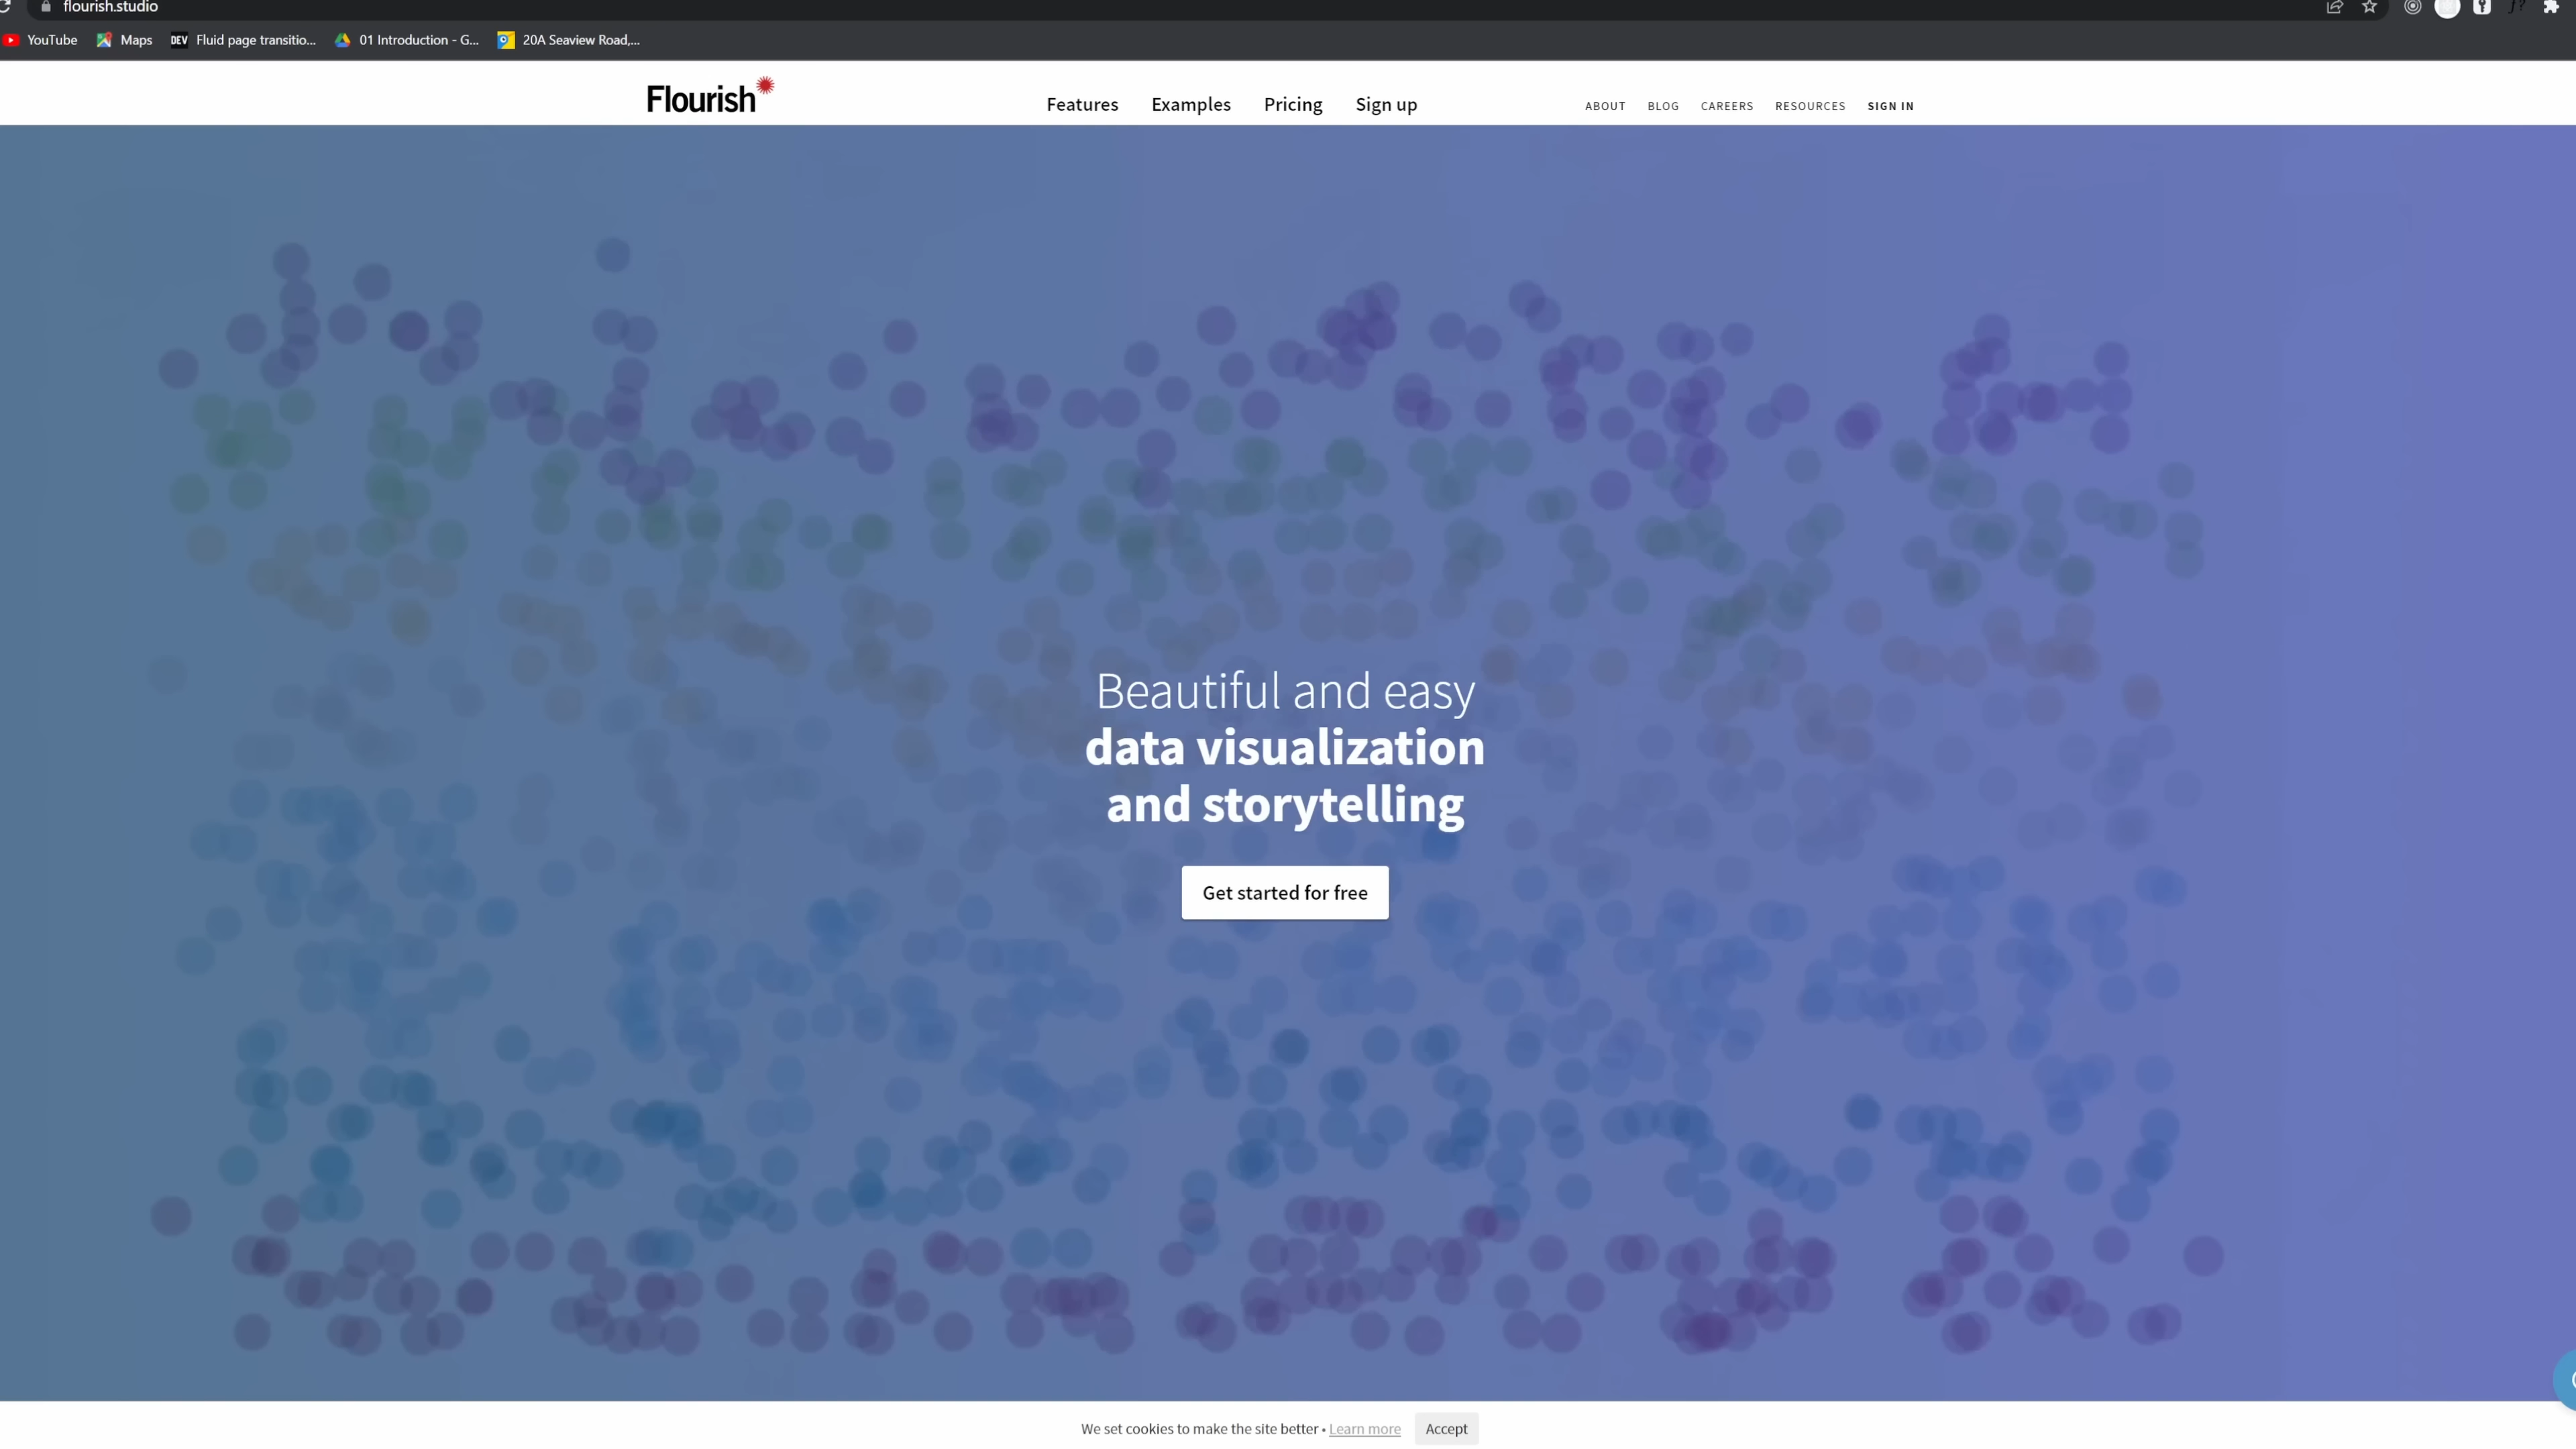 flourish.studio
YouTube Maps DEV Fluid page transitio... 01 Introduction - G... 20A Seaview Road,...
Flourish Features Examples Pricing Sign up ABOUT BLOG CAREERS RESOURCES SIGN IN
Beautiful and easy
data visualization
and storytelling
Get started for free
We set cookies to make the site better • Learn more Accept